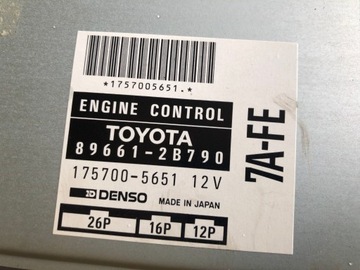 *1757005651.*
ENGINE CONTROL
TOYOTA
89661-2B790
175700-5651 12V
DENSO MADE IN JAPAN
26P 16P 12P
7A-FE